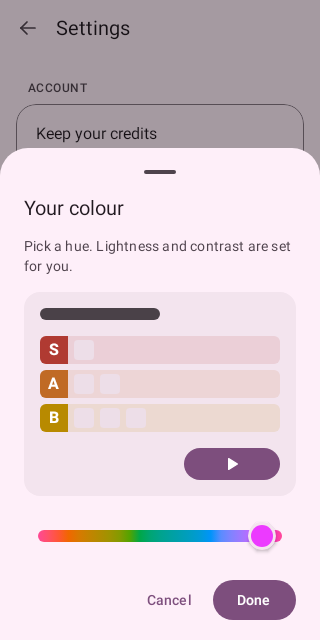 Settings
ACCOUNT
Keep your credits
Your colour
Pick a hue. Lightness and contrast are set
for you.
S
A
B
Cancel
Done